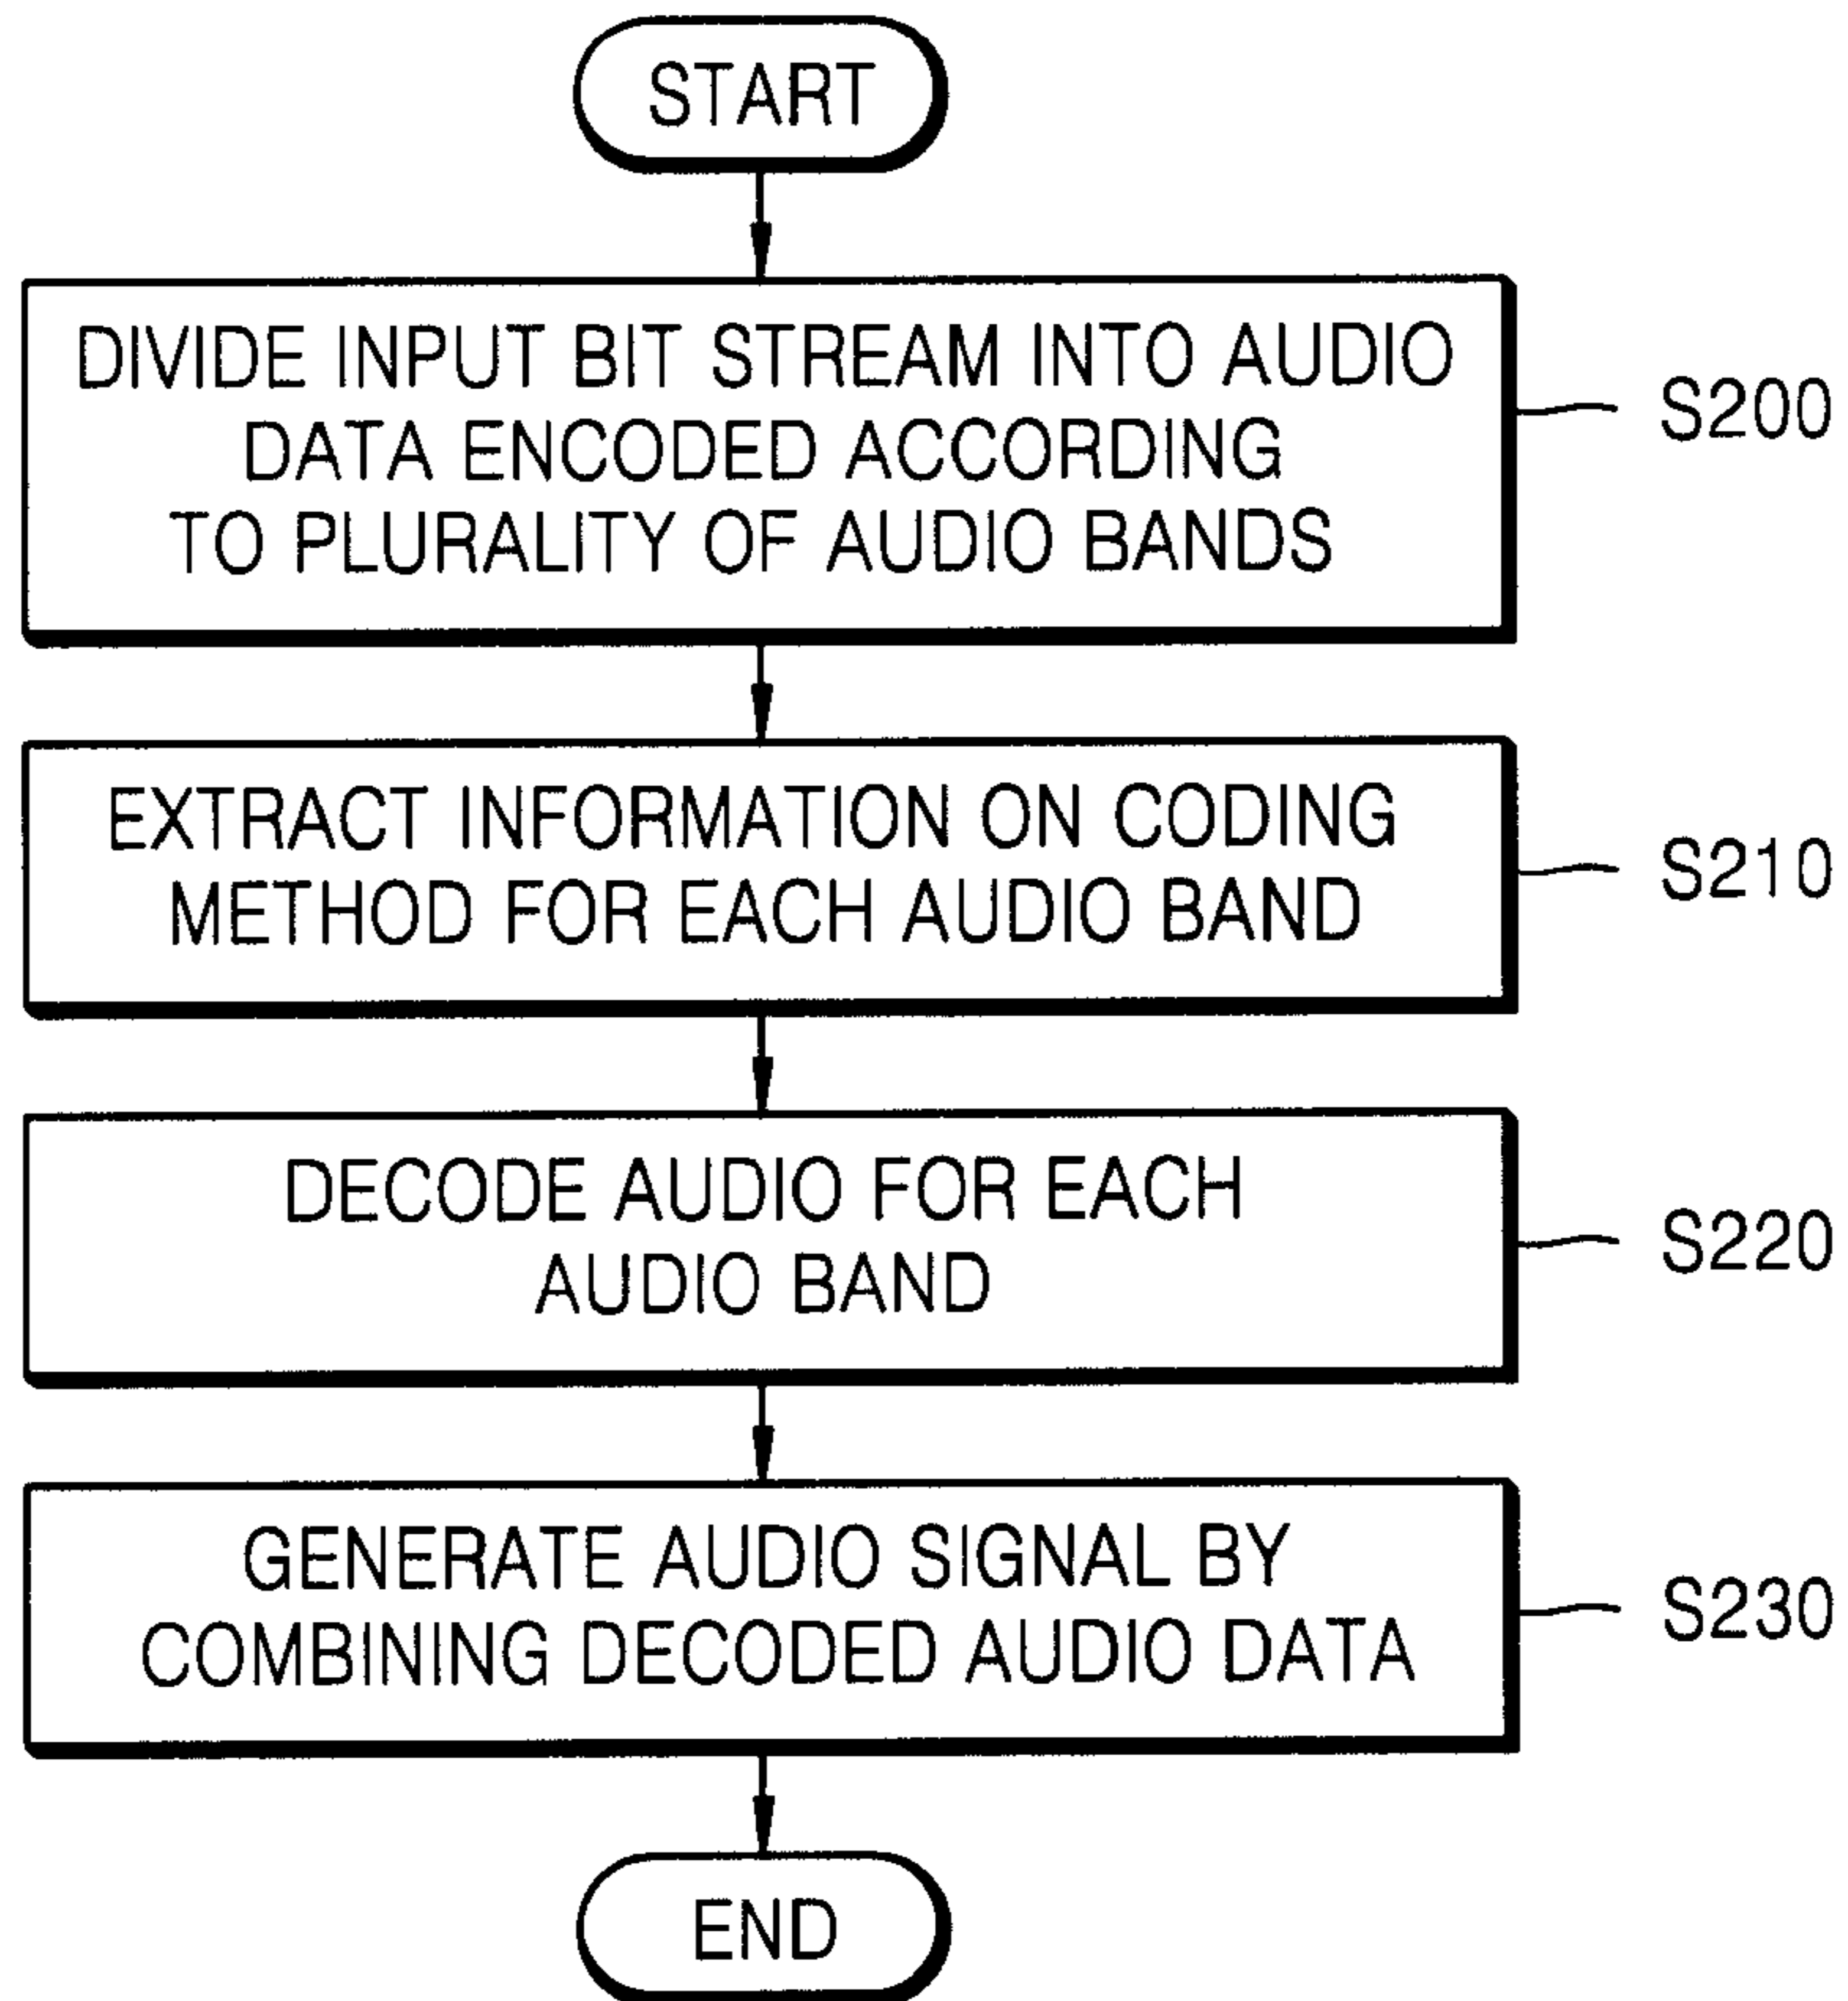 START
DIVIDE INPUT BIT STREAM INTO AUDIO
DATA ENCODED ACCORDING
TO PLURALITY OF AUDIO BANDS
S200
EXTRACT INFORMATION ON CODING
METHOD FOR EACH AUDIO BAND
S210
DECODE AUDIO FOR EACH
AUDIO BAND
S220
GENERATE AUDIO SIGNAL BY
COMBINING DECODED AUDIO DATA
S230
END